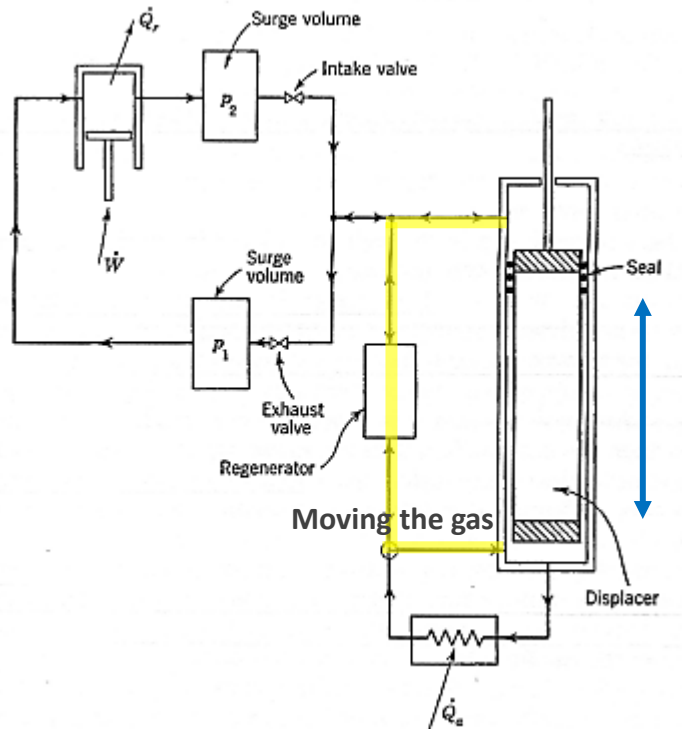 Q̇r
Surge volume
Intake valve
P2
Ẇ
Surge
volume
Seal
P1
Exhaust
valve
Regenerator
Moving the gas
Displacer
Q̇a